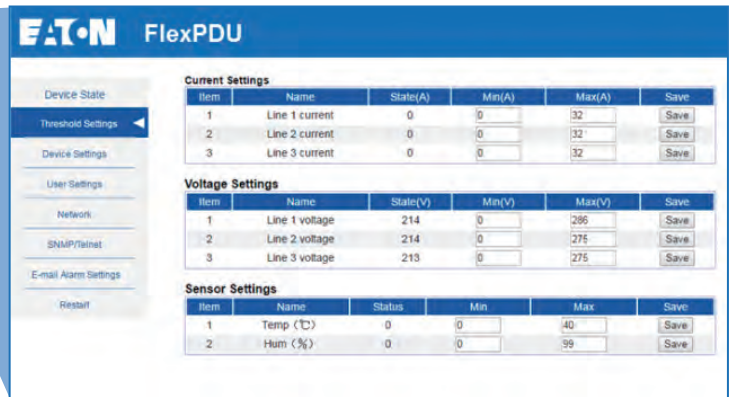 EATON FlexPDU
Device State
Threshold Settings
Device Settings
User Settings
Network
SNMP/Telnet
E-mail Alarm Settings
Restart
Current Settings
Item Name State(A) Min(A) Max(A) Save
1 Line 1 current 0 0 32 Save
2 Line 2 current 0 0 32 Save
3 Line 3 current 0 0 32 Save
Voltage Settings
Item Name State(V) Min(V) Max(V) Save
1 Line 1 voltage 214 0 286 Save
2 Line 2 voltage 214 0 275 Save
3 Line 3 voltage 213 0 275 Save
Sensor Settings
Item Name Status Min Max Save
1 Temp (℃) 0 0 40 Save
2 Hum (%) 0 0 99 Save